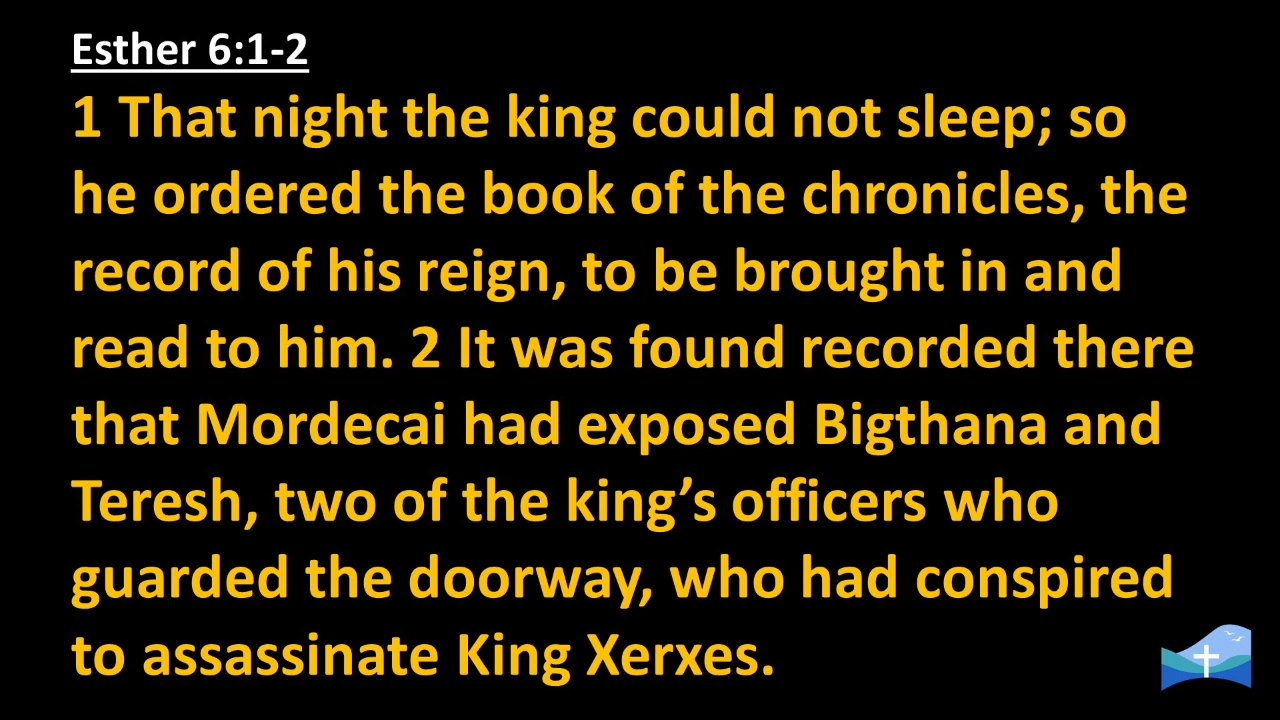 Esther 6:1-2
1 That night the king could not sleep; so
he ordered the book of the chronicles, the
record of his reign, to be brought in and
read to him. 2 It was found recorded there
that Mordecai had exposed Bigthana and
Teresh, two of the king’s officers who
guarded the doorway, who had conspired
to assassinate King Xerxes.